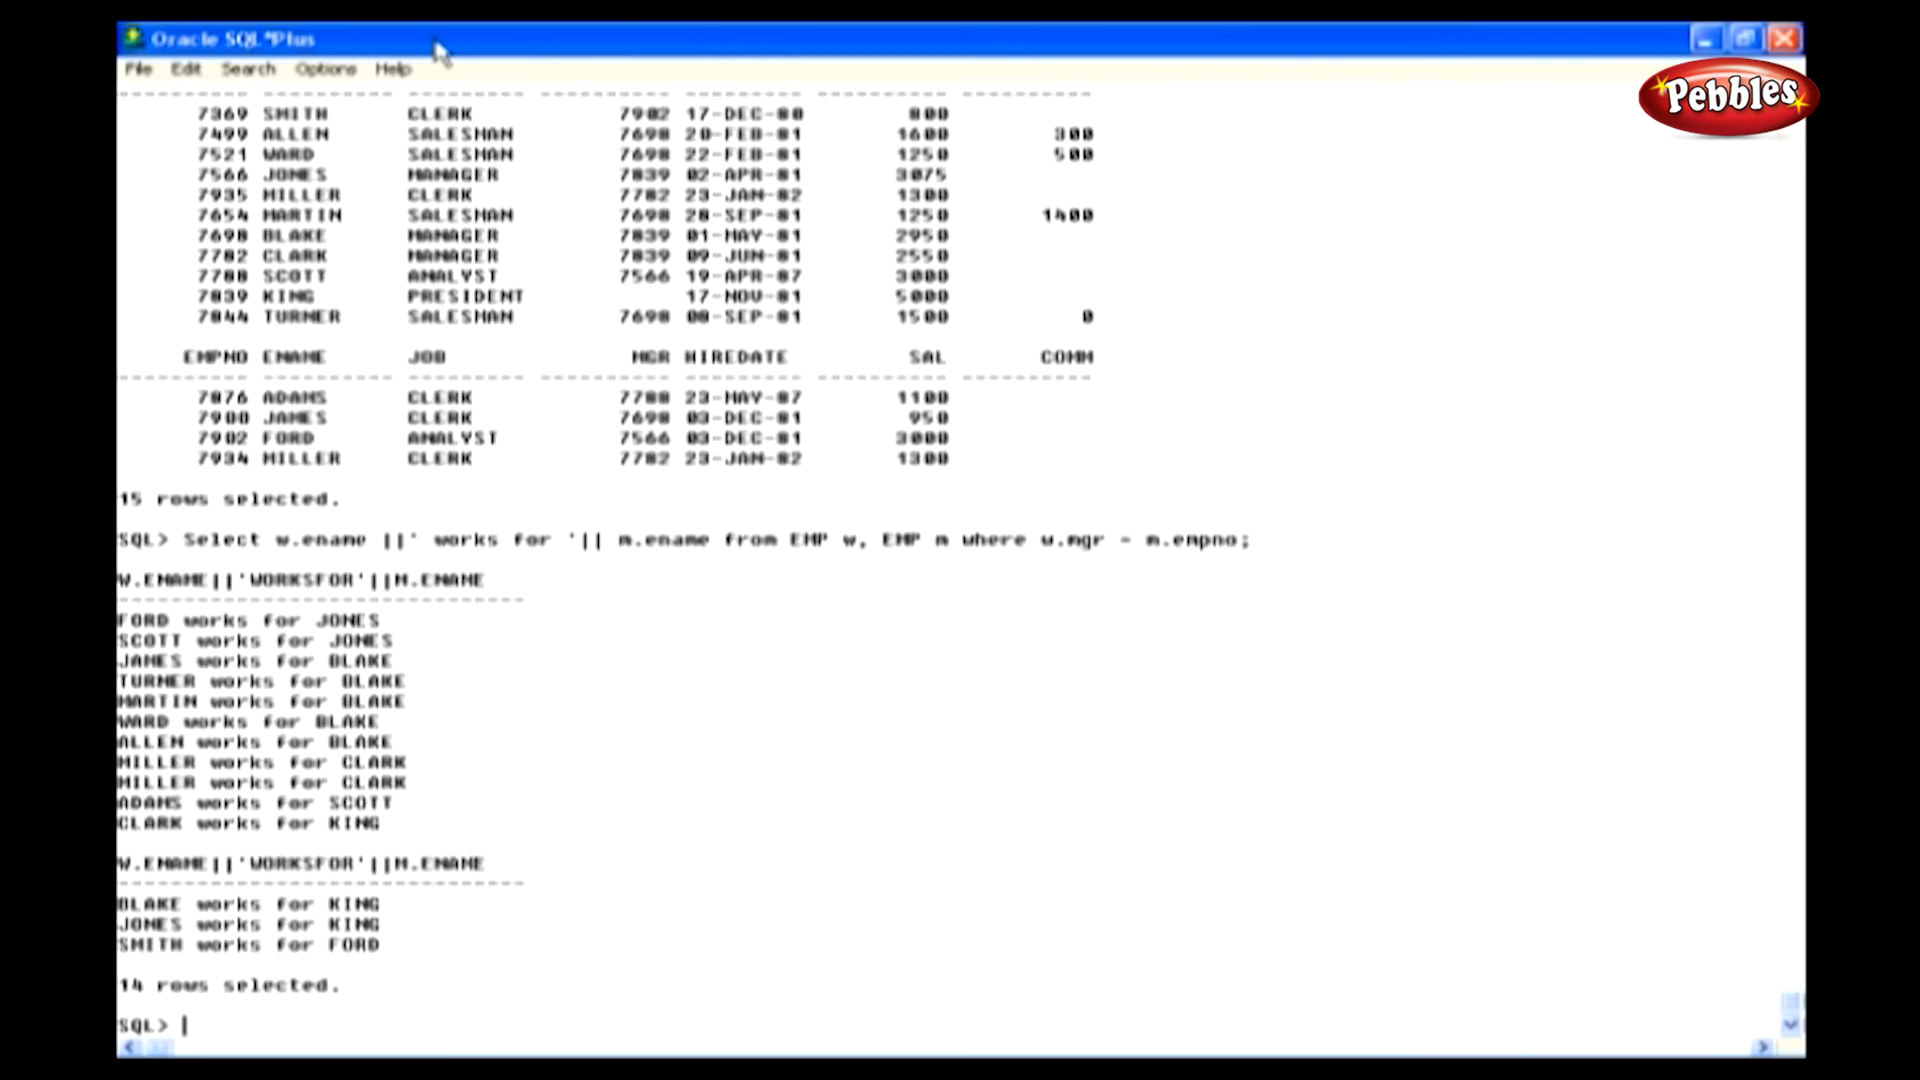 Oracle SQL*Plus
File Edit Search Options Help
Pebbles
7369 SMITH CLERK 7902 17-DEC-80 800
7499 ALLEN SALESMAN 7698 20-FEB-81 1600 300
7521 WARD SALESMAN 7698 22-FEB-81 1250 500
7566 JONES MANAGER 7839 02-APR-81 3075
7935 MILLER CLERK 7782 23-JAN-82 1300
7654 MARTIN SALESMAN 7698 28-SEP-81 1250 1400
7698 BLAKE MANAGER 7839 01-MAY-81 2950
7782 CLARK MANAGER 7839 09-JUN-81 2550
7788 SCOTT ANALYST 7566 19-APR-87 3000
7839 KING PRESIDENT 17-NOV-81 5000
7844 TURNER SALESMAN 7698 08-SEP-81 1500 0
EMPNO ENAME JOB MGR HIREDATE SAL COMM
7876 ADAMS CLERK 7788 23-MAY-87 1100
7900 JAMES CLERK 7698 03-DEC-81 950
7902 FORD ANALYST 7566 03-DEC-81 3000
7934 MILLER CLERK 7782 23-JAN-82 1300
15 rows selected.
SQL> Select w.ename ||' works for '|| m.ename from EMP w, EMP m where w.mgr = m.empno;
W.ENAME||'WORKSFOR'||M.ENAME
FORD works for JONES
SCOTT works for JONES
JAMES works for BLAKE
TURNER works for BLAKE
MARTIN works for BLAKE
WARD works for BLAKE
ALLEN works for BLAKE
MILLER works for CLARK
MILLER works for CLARK
ADAMS works for SCOTT
CLARK works for KING
W.ENAME||'WORKSFOR'||M.ENAME
BLAKE works for KING
JONES works for KING
SMITH works for FORD
14 rows selected.
SQL>